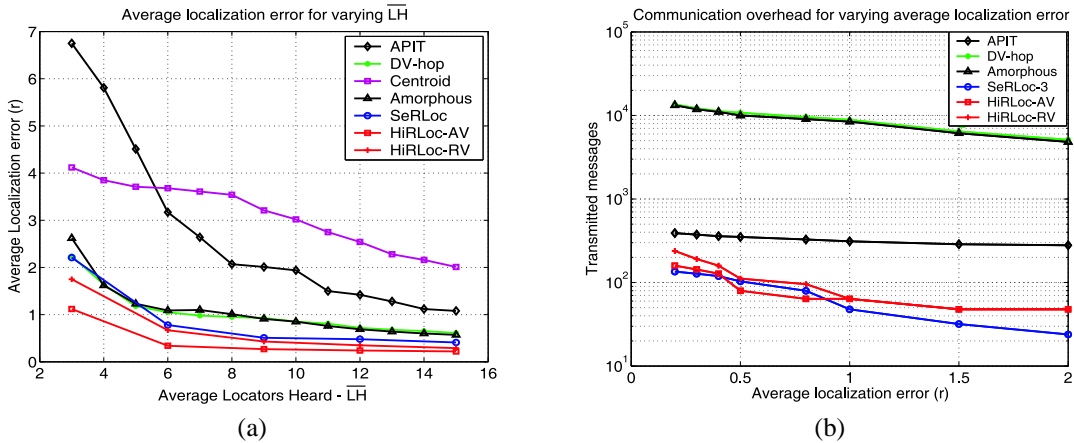 Average localization error for varying LH
7
6
5
4
3
2
1
0
2 4 6 8 10 12 14 16
Average Localization error (r)
Average Locators Heard - LH
APIT
DV-hop
Centroid
Amorphous
SeRLoc
HiRLoc-AV
HiRLoc-RV
(a)
Communication overhead for varying average localization error
10^5
10^4
10^3
10^2
10^1
0 0.5 1 1.5 2
Transmitted messages
Average localization error (r)
APIT
DV-hop
Amorphous
SeRLoc-3
HiRLoc-AV
HiRLoc-RV
(b)